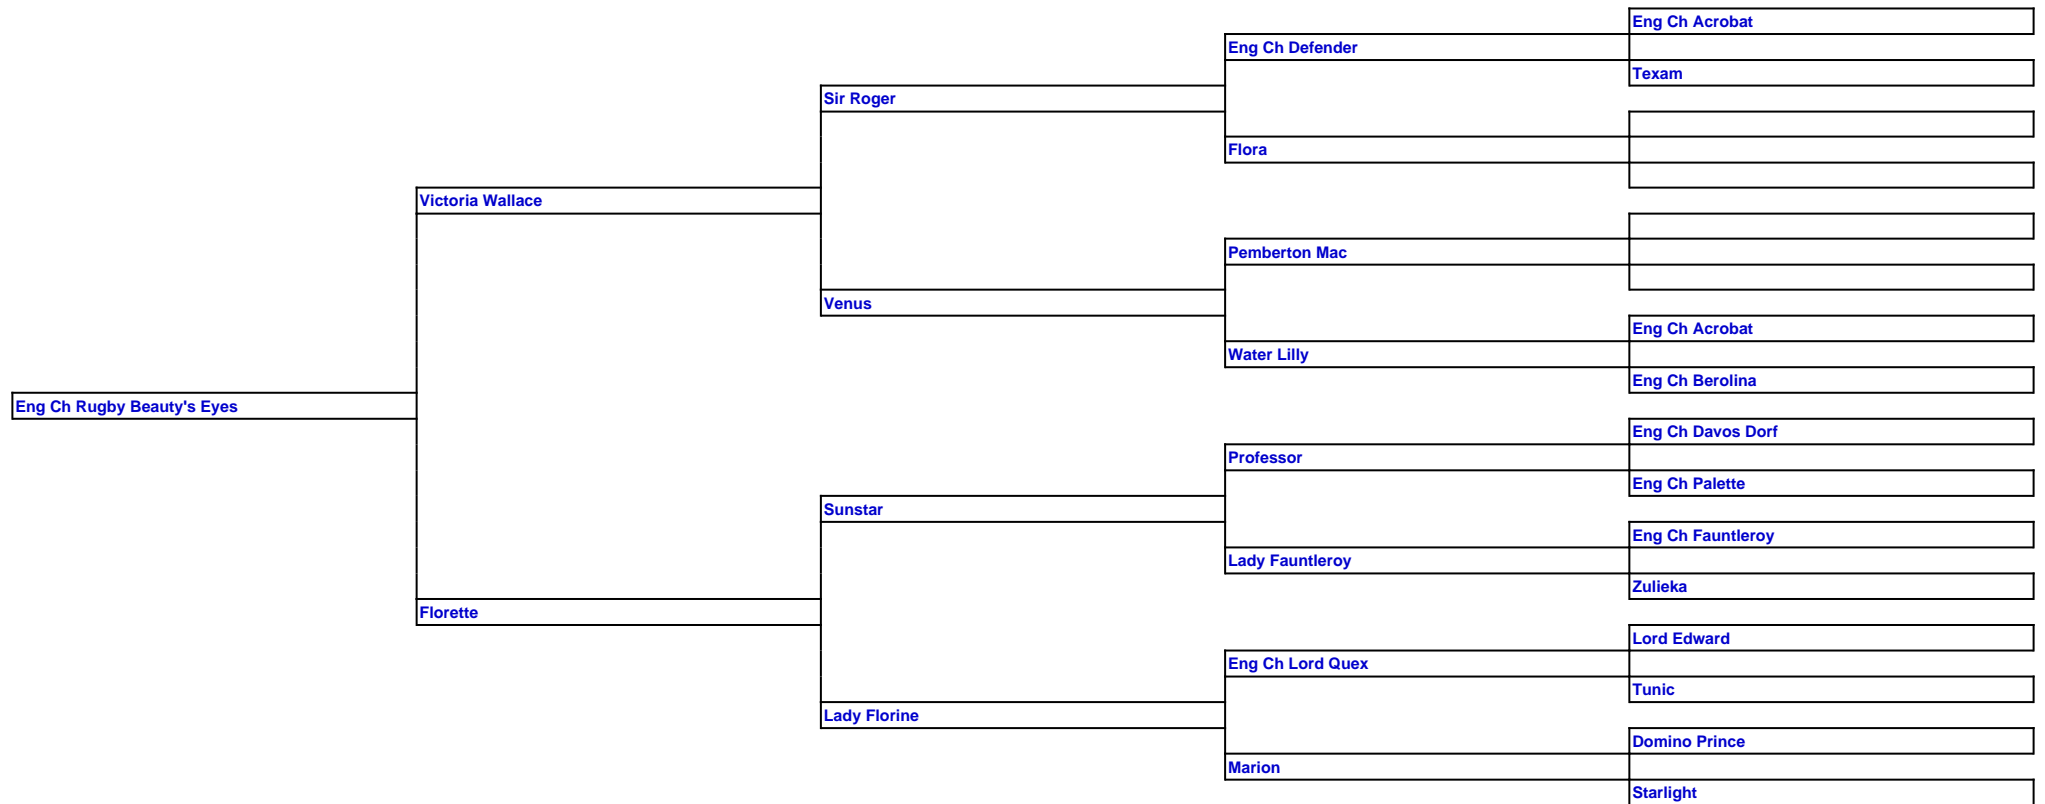 Eng Ch Acrobat
Eng Ch Defender
Texam
Sir Roger
Flora
Victoria Wallace
Pemberton Mac
Venus
Eng Ch Acrobat
Water Lilly
Eng Ch Berolina
Eng Ch Rugby Beauty's Eyes
Eng Ch Davos Dorf
Professor
Eng Ch Palette
Sunstar
Eng Ch Fauntleroy
Lady Fauntleroy
Zulieka
Florette
Lord Edward
Eng Ch Lord Quex
Tunic
Lady Florine
Domino Prince
Marion
Starlight